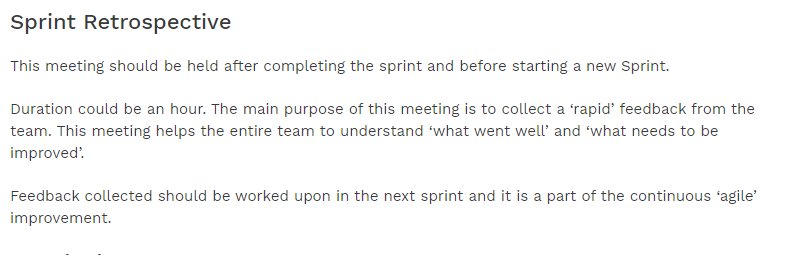 Sprint Retrospective
This meeting should be held after completing the sprint and before starting a new Sprint.
Duration could be an hour. The main purpose of this meeting is to collect a ‘rapid’ feedback from the
team. This meeting helps the entire team to understand ‘what went well’ and ‘what needs to be
improved’.
Feedback collected should be worked upon in the next sprint and it is a part of the continuous ‘agile’
improvement.